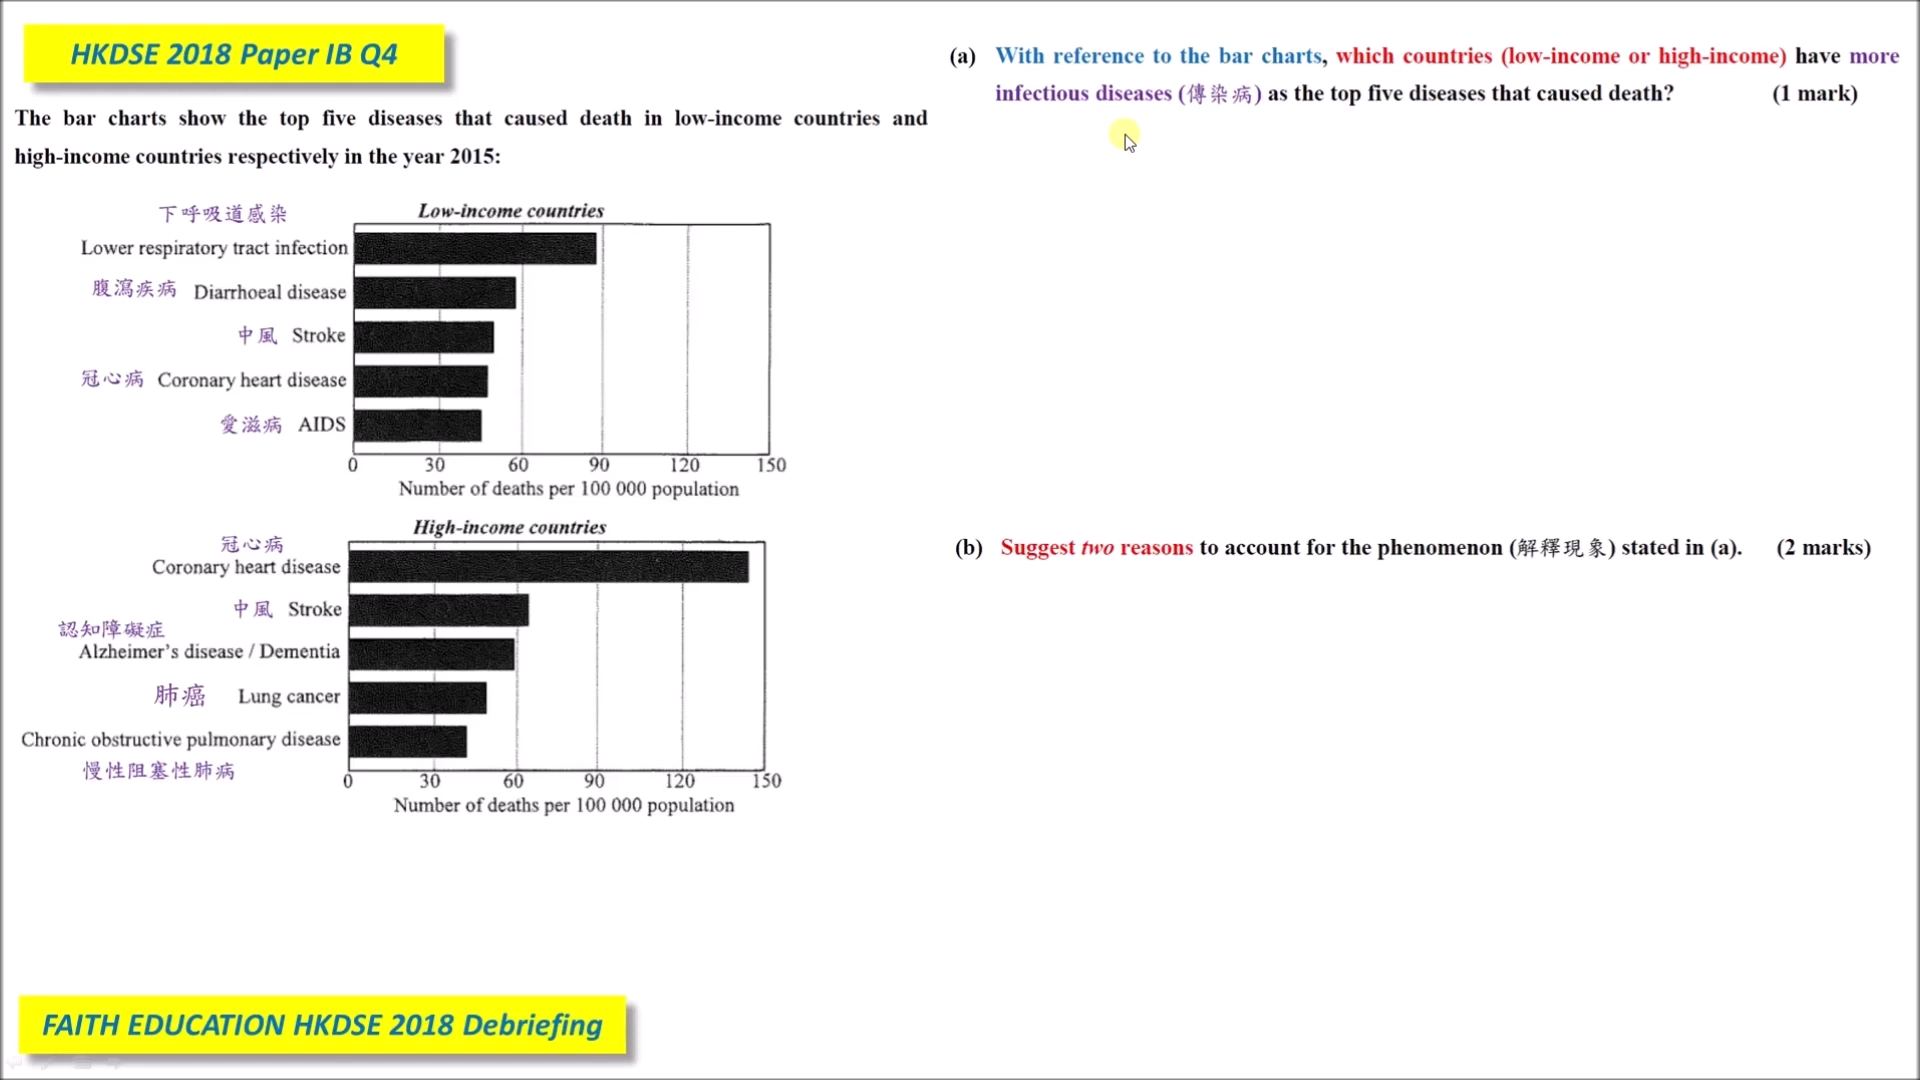 HKDSE 2018 Paper IB Q4
The bar charts show the top five diseases that caused death in low-income countries and
high-income countries respectively in the year 2015:
Low-income countries
下呼吸道感染
Lower respiratory tract infection
腹瀉疾病 Diarrhoeal disease
中風 Stroke
冠心病 Coronary heart disease
愛滋病 AIDS
0 30 60 90 120 150
Number of deaths per 100 000 population
High-income countries
冠心病
Coronary heart disease
中風 Stroke
認知障礙症
Alzheimer's disease / Dementia
肺癌 Lung cancer
Chronic obstructive pulmonary disease
慢性阻塞性肺病
0 30 60 90 120 150
Number of deaths per 100 000 population
(a) With reference to the bar charts, which countries (low-income or high-income) have more
infectious diseases (傳染病) as the top five diseases that caused death? (1 mark)
(b) Suggest two reasons to account for the phenomenon (解釋現象) stated in (a). (2 marks)
FAITH EDUCATION HKDSE 2018 Debriefing